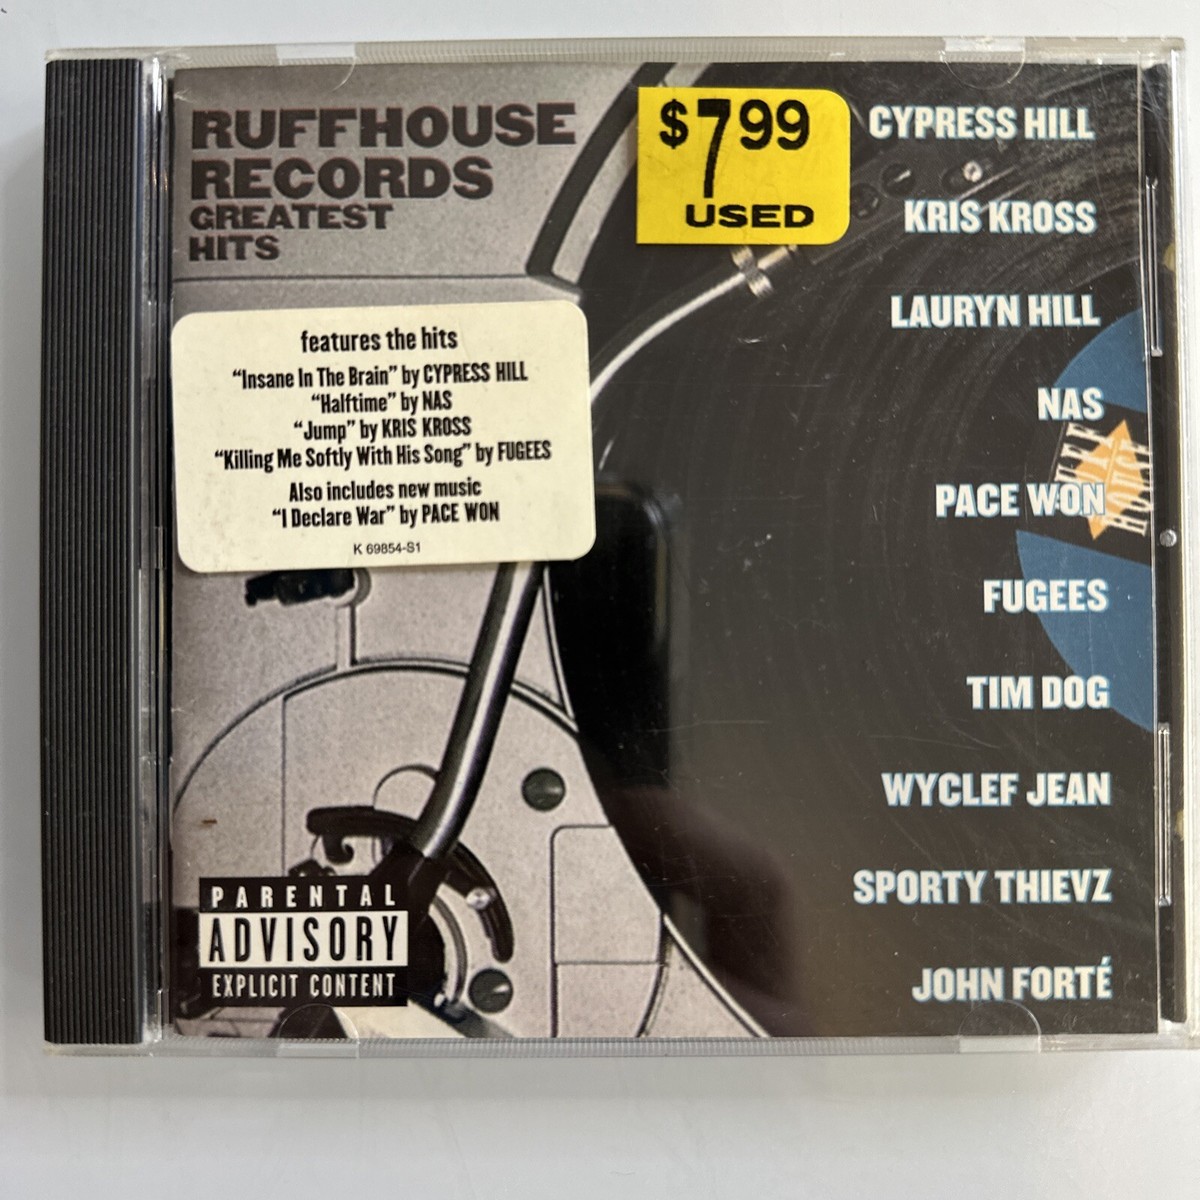 RUFFHOUSE
RECORDS
GREATEST
HITS
$7.99
USED
features the hits
“Insane In The Brain” by CYPRESS HILL
“Halftime” by NAS
“Jump” by KRIS KROSS
“Killing Me Softly With His Song” by FUGEES
Also includes new music
“I Declare War” by PACE WON
K 69854-S1
CYPRESS HILL
KRIS KROSS
LAURYN HILL
NAS
PACE WON
FUGEES
TIM DOG
WYCLEF JEAN
SPORTY THIEVZ
JOHN FORTÉ
RUFF
HOUSE
PARENTAL
ADVISORY
EXPLICIT CONTENT